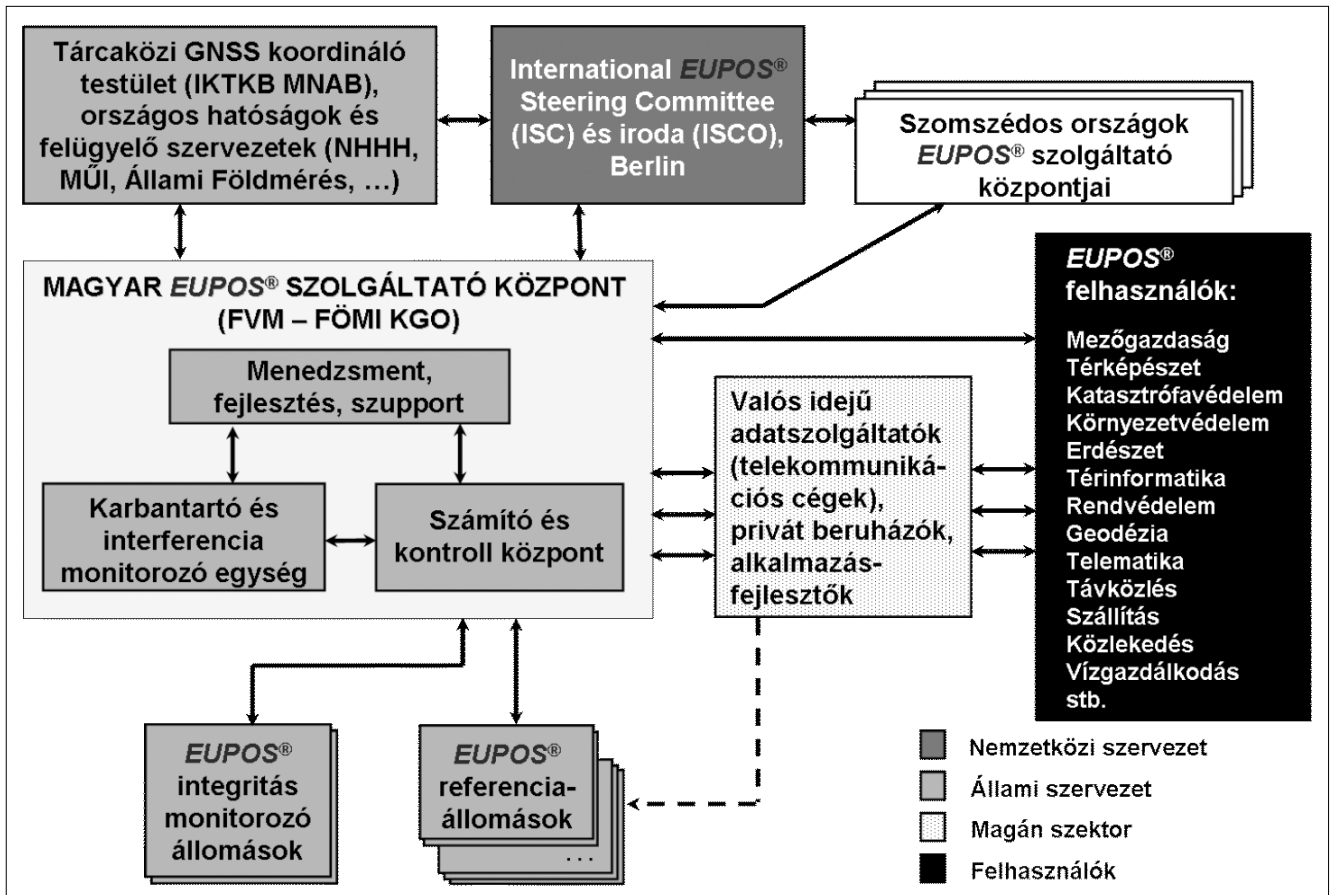 Tárcaközi GNSS koordináló
testület (IKTKB MNAB),
országos hatóságok és
felügyelő szervezetek (NHHH,
MŰI, Állami Földmérés, …)
International EUPOS®
Steering Committee
(ISC) és iroda (ISCO),
Berlin
Szomszédos országok
EUPOS® szolgáltató
központjai
MAGYAR EUPOS® SZOLGÁLTATÓ KÖZPONT
(FVM – FÖMI KGO)
Menedzsment,
fejlesztés, szupport
Karbantartó és
interferencia
monitorozó egység
Számító és
kontroll központ
Valós idejű
adatszolgáltatók
(telekommuniká-
ciós cégek),
privát beruházók,
alkalmazás-
fejlesztők
EUPOS®
felhasználók:
Mezőgazdaság
Térképészet
Katasztrófavédelem
Környezetvédelem
Erdészet
Térinformatika
Rendvédelem
Geodézia
Telematika
Távközlés
Szállítás
Közlekedés
Vízgazdálkodás
stb.
EUPOS®
integritás
monitorozó
állomások
EUPOS®
referencia-
állomások
...
Nemzetközi szervezet
Állami szervezet
Magán szektor
Felhasználók